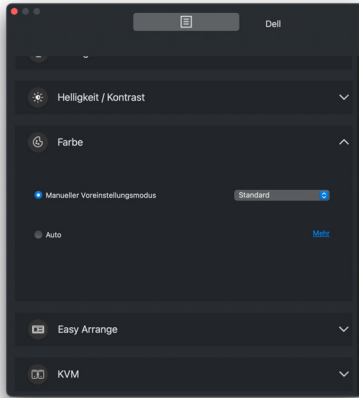 Dell
Helligkeit / Kontrast
Farbe
Manueller Voreinstellungsmodus
Standard
Auto
Mehr
Easy Arrange
KVM